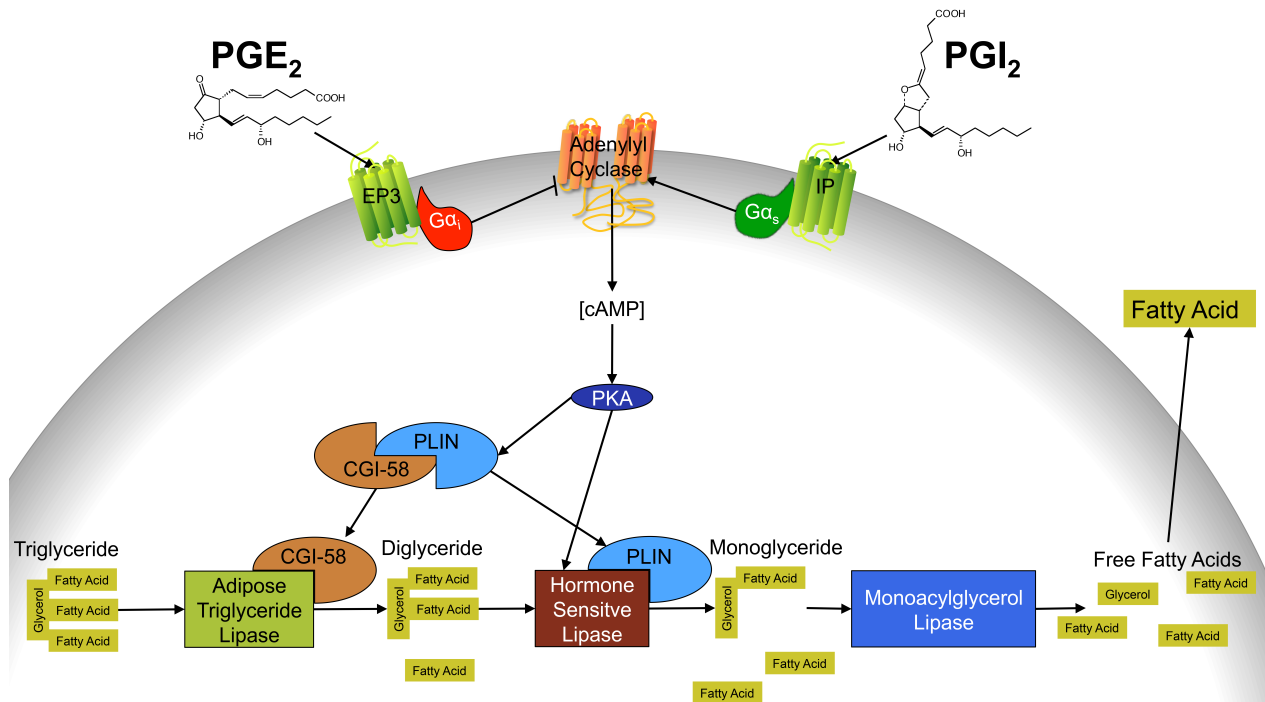 PGE2
O
COOH
HO
OH
COOH
PGI2
O
HO
OH
Adenylyl
Cyclase
EP3
Gαi
Gαs
IP
[cAMP]
Fatty Acid
PKA
PLIN
CGI-58
Triglyceride
Glycerol
Fatty Acid
Fatty Acid
Fatty Acid
CGI-58
Adipose
Triglyceride
Lipase
Diglyceride
Glycerol
Fatty Acid
Fatty Acid
Fatty Acid
PLIN
Hormone
Sensitve
Lipase
Monoglyceride
Glycerol
Fatty Acid
Fatty Acid
Fatty Acid
Monoacylglycerol
Lipase
Free Fatty Acids
Fatty Acid
Glycerol
Fatty Acid
Fatty Acid